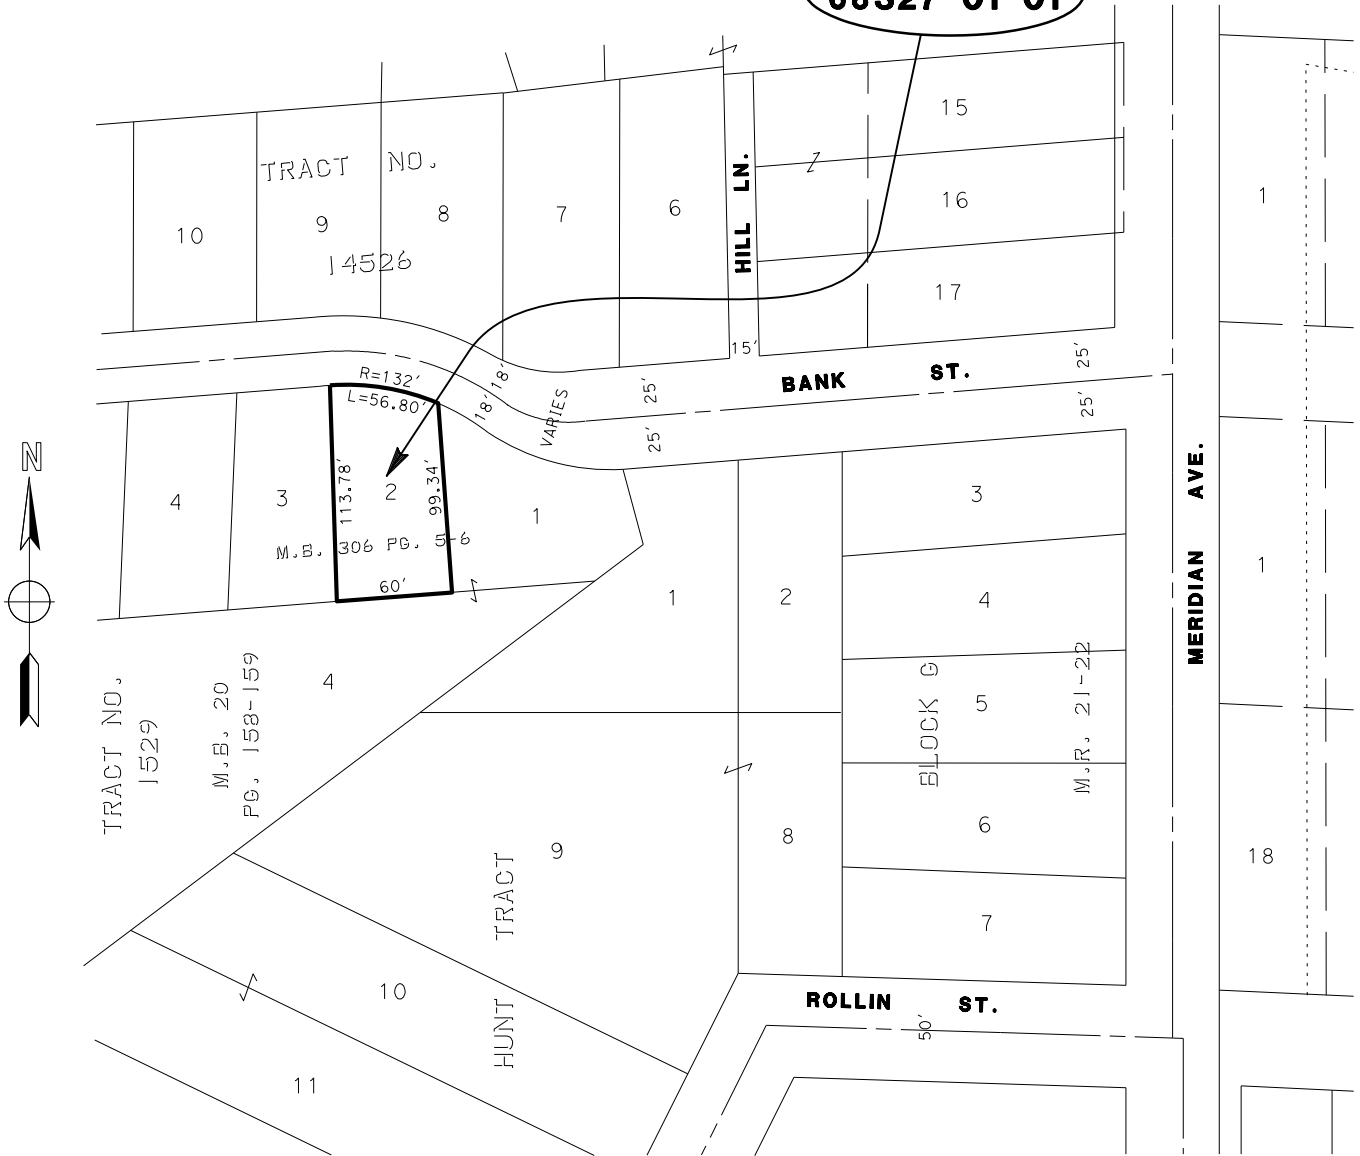 15
TRACT NO.
10
9
8
7
6
14526
HILL LN.
16
17
1
15'
BANK ST.
25'
25'
25'
25'
R=132'
L=56.80'
18'
18'
VARIES
N
4
3
2
1
113.78'
99.34'
M.B. 306 PG. 5-6
60'
3
MERIDIAN AVE.
1
1
2
4
4
TRACT NO.
1529
M.B. 20
PG. 158-159
BLOCK G
5
M.R. 21-22
6
8
9
18
7
HUNT TRACT
10
ROLLIN ST.
50'
11